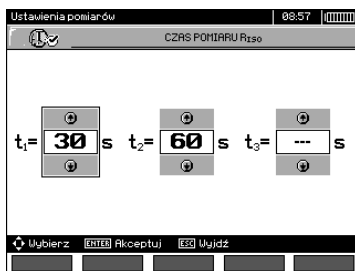 Ustawienia pomiarów 08:57
CZAS POMIARU RISO
t1= 30 s t2= 60 s t3= --- s
Wybierz ENTER Akceptuj ESC Wyjdź